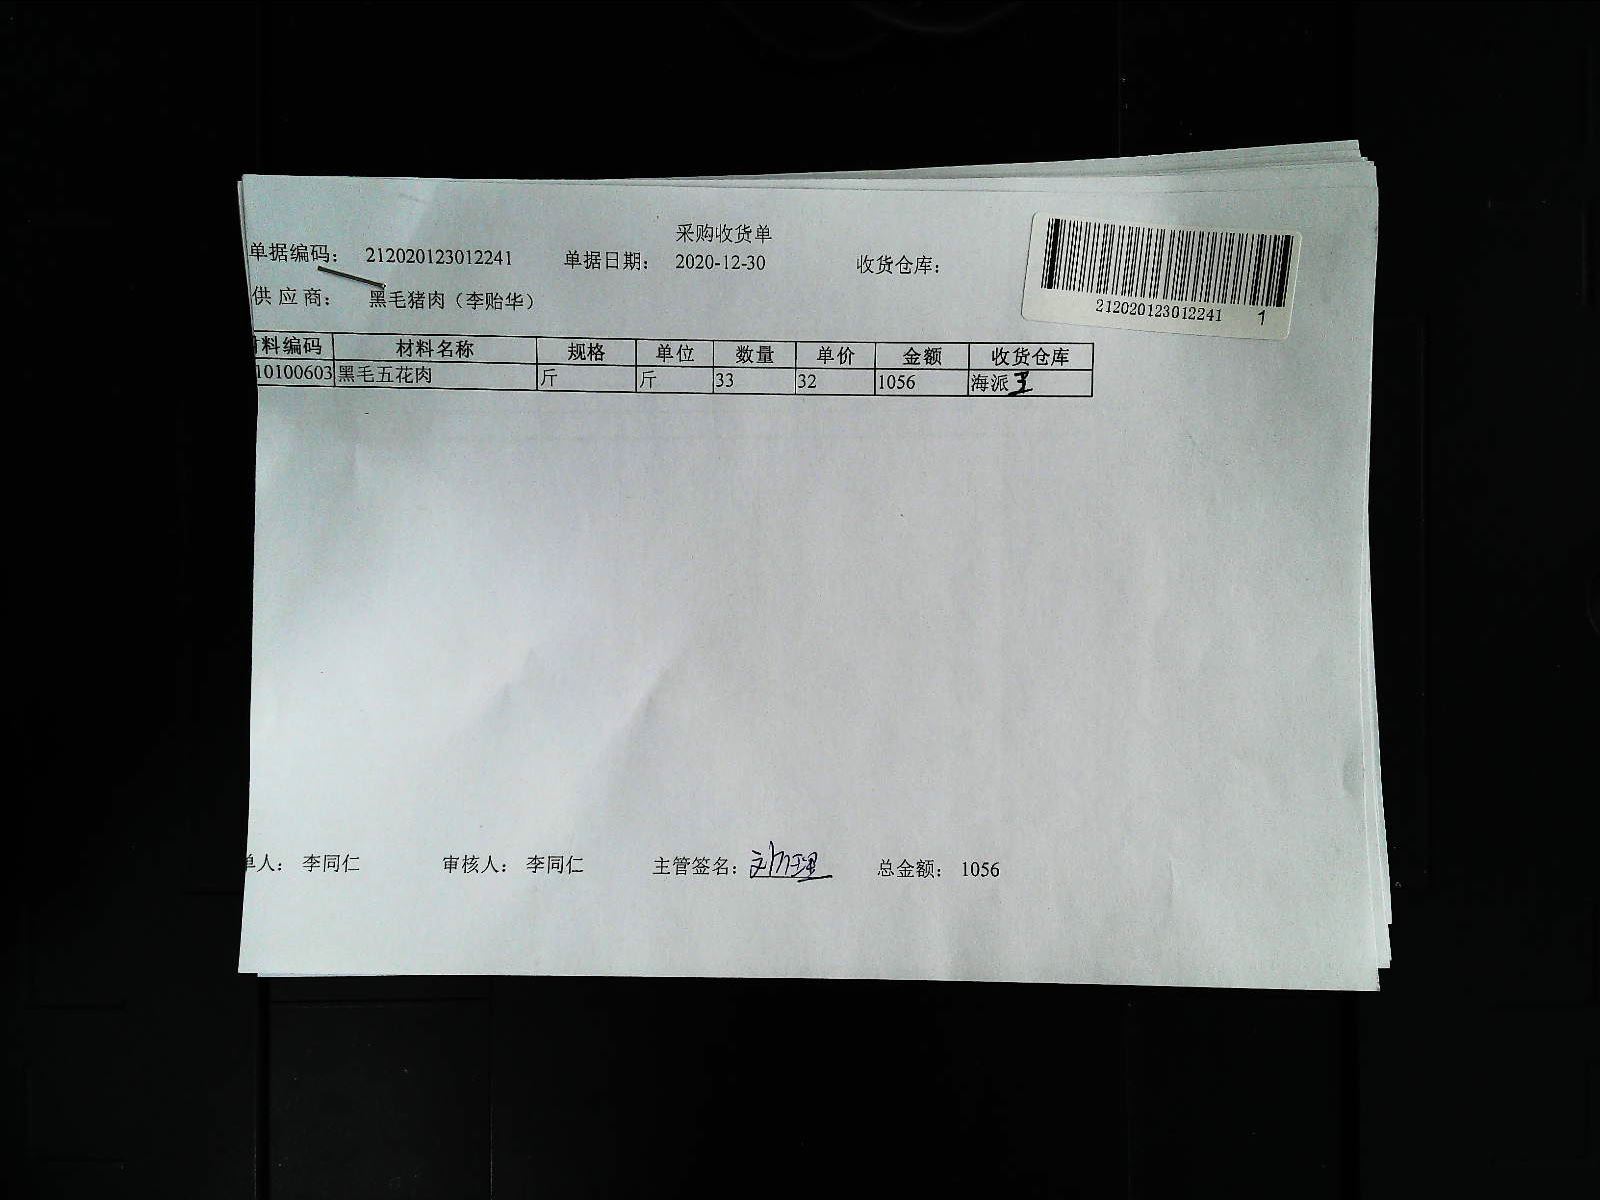 采购收货单
单据编码： 212020123012241 单据日期： 2020-12-30 收货仓库：
212020123012241 1
供应商： 黑毛猪肉（李贻华）
料编码 材料名称 规格 单位 数量 单价 金额 收货仓库
10100603 黑毛五花肉 斤 斤 33 32 1056 海派
单人： 李同仁 审核人： 李同仁 主管签名： 总金额： 1056